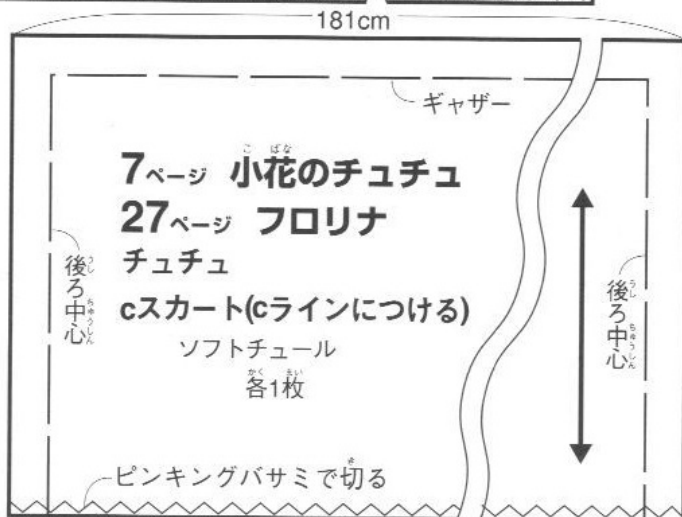 181cm
ギャザー
7ページ 小花のチュチュ
27ページ フロリナ
チュチュ
cスカート(cラインにつける)
ソフトチュール
各1枚
後ろ中心
後ろ中心
ピンキングバサミで切る